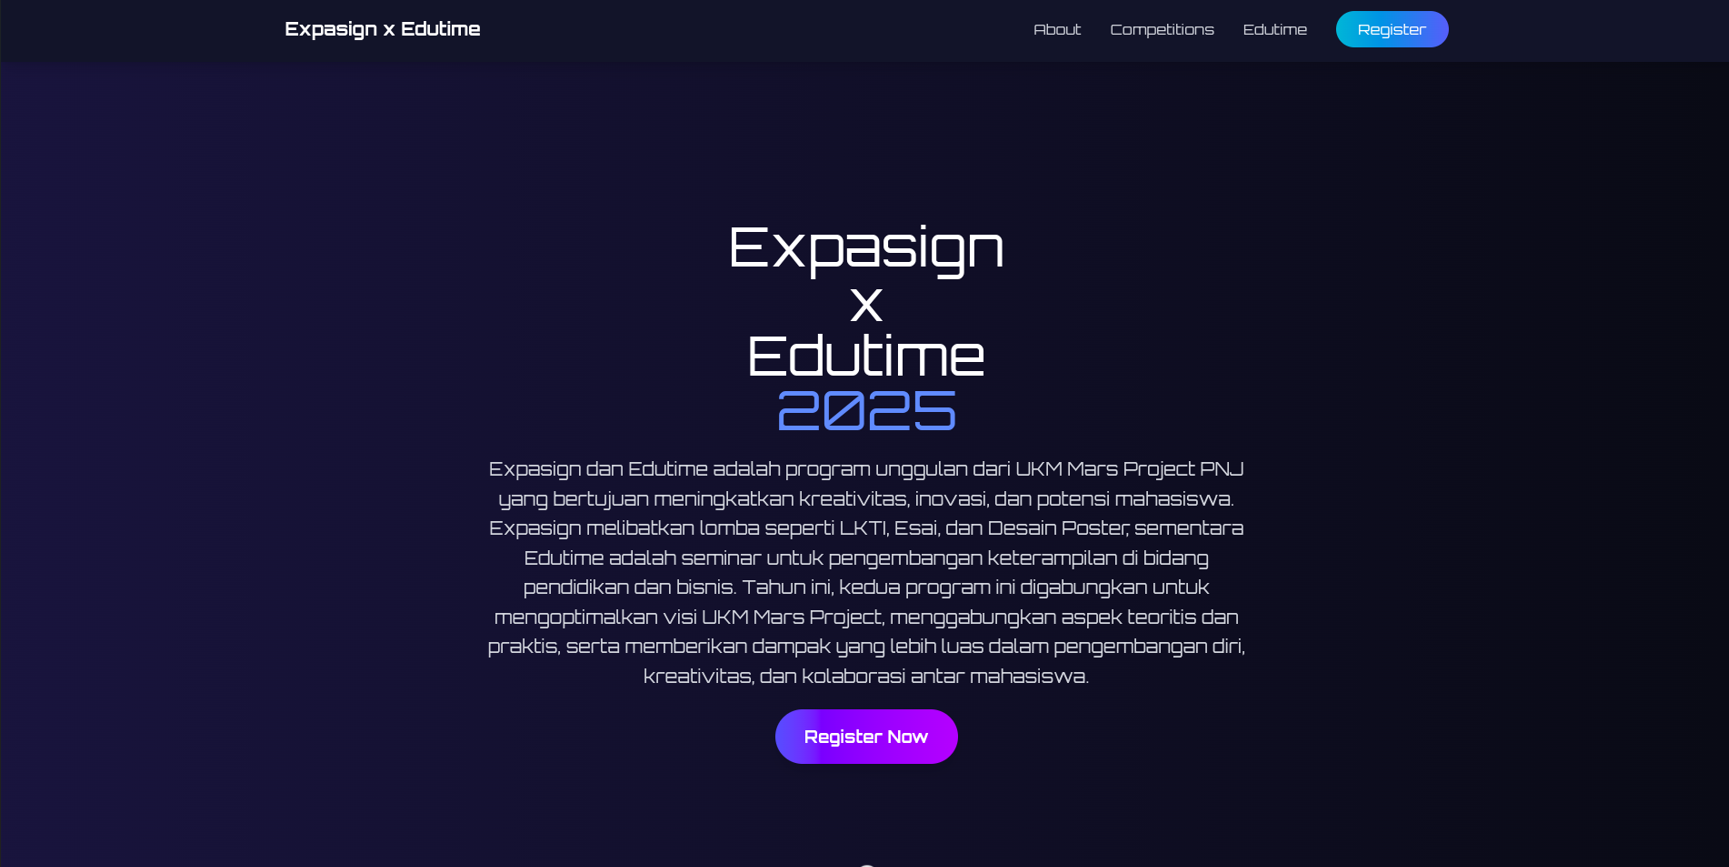 Expasign x Edutime
About
Competitions
Edutime
Register
Expasign
x
Edutime
2025
Expasign dan Edutime adalah program unggulan dari UKM Mars Project PNJ
yang bertujuan meningkatkan kreativitas, inovasi, dan potensi mahasiswa.
Expasign melibatkan lomba seperti LKTI, Esai, dan Desain Poster, sementara
Edutime adalah seminar untuk pengembangan keterampilan di bidang
pendidikan dan bisnis. Tahun ini, kedua program ini digabungkan untuk
mengoptimalkan visi UKM Mars Project, menggabungkan aspek teoritis dan
praktis, serta memberikan dampak yang lebih luas dalam pengembangan diri,
kreativitas, dan kolaborasi antar mahasiswa.
Register Now